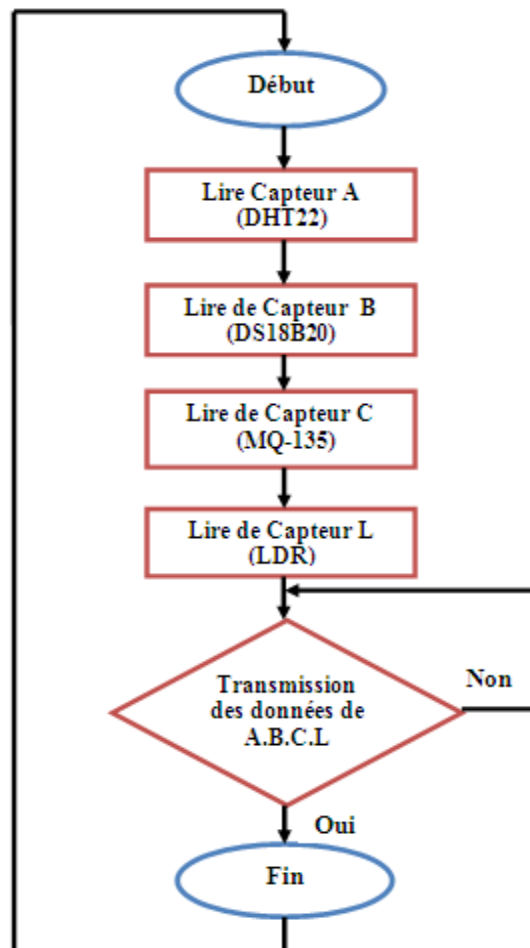 Début
Lire Capteur A
(DHT22)
Lire de Capteur B
(DS18B20)
Lire de Capteur C
(MQ-135)
Lire de Capteur L
(LDR)
Transmission
des données de
A.B.C.L
Non
Oui
Fin